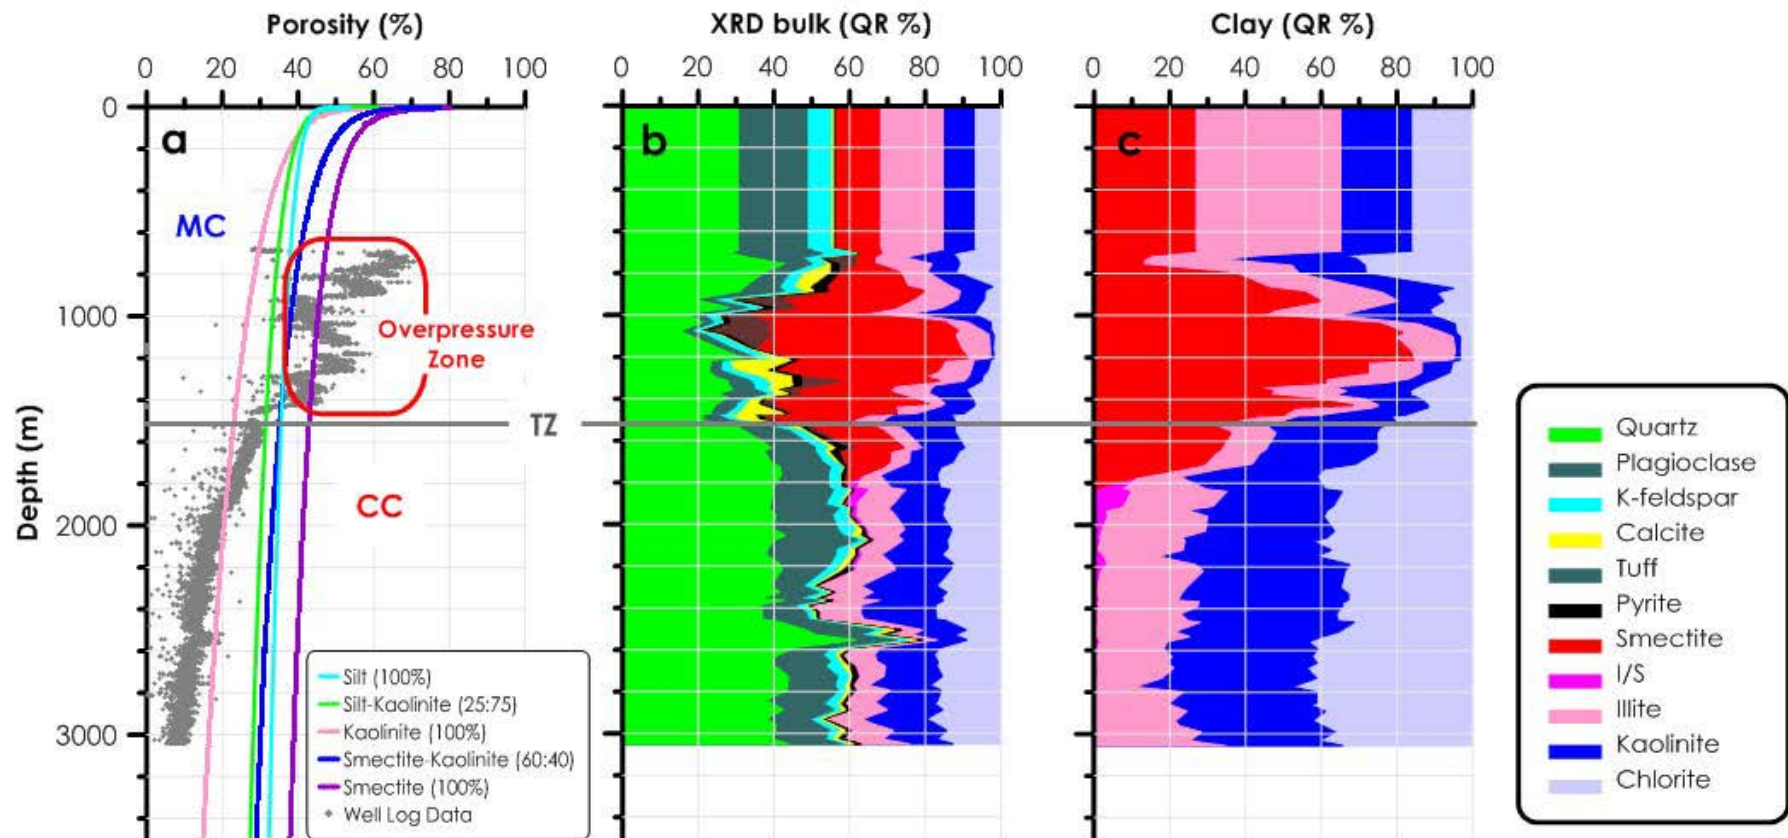 Porosity (%)
XRD bulk (QR %)
Clay (QR %)
0 20 40 60 80 100
0 20 40 60 80 100
0 20 40 60 80 100
0
1000
2000
3000
Depth (m)
a
b
c
MC
Overpressure
Zone
TZ
CC
Silt (100%)
Silt-Kaolinite (25:75)
Kaolinite (100%)
Smectite-Kaolinite (60:40)
Smectite (100%)
Well Log Data
Quartz
Plagioclase
K-feldspar
Calcite
Tuff
Pyrite
Smectite
I/S
Illite
Kaolinite
Chlorite